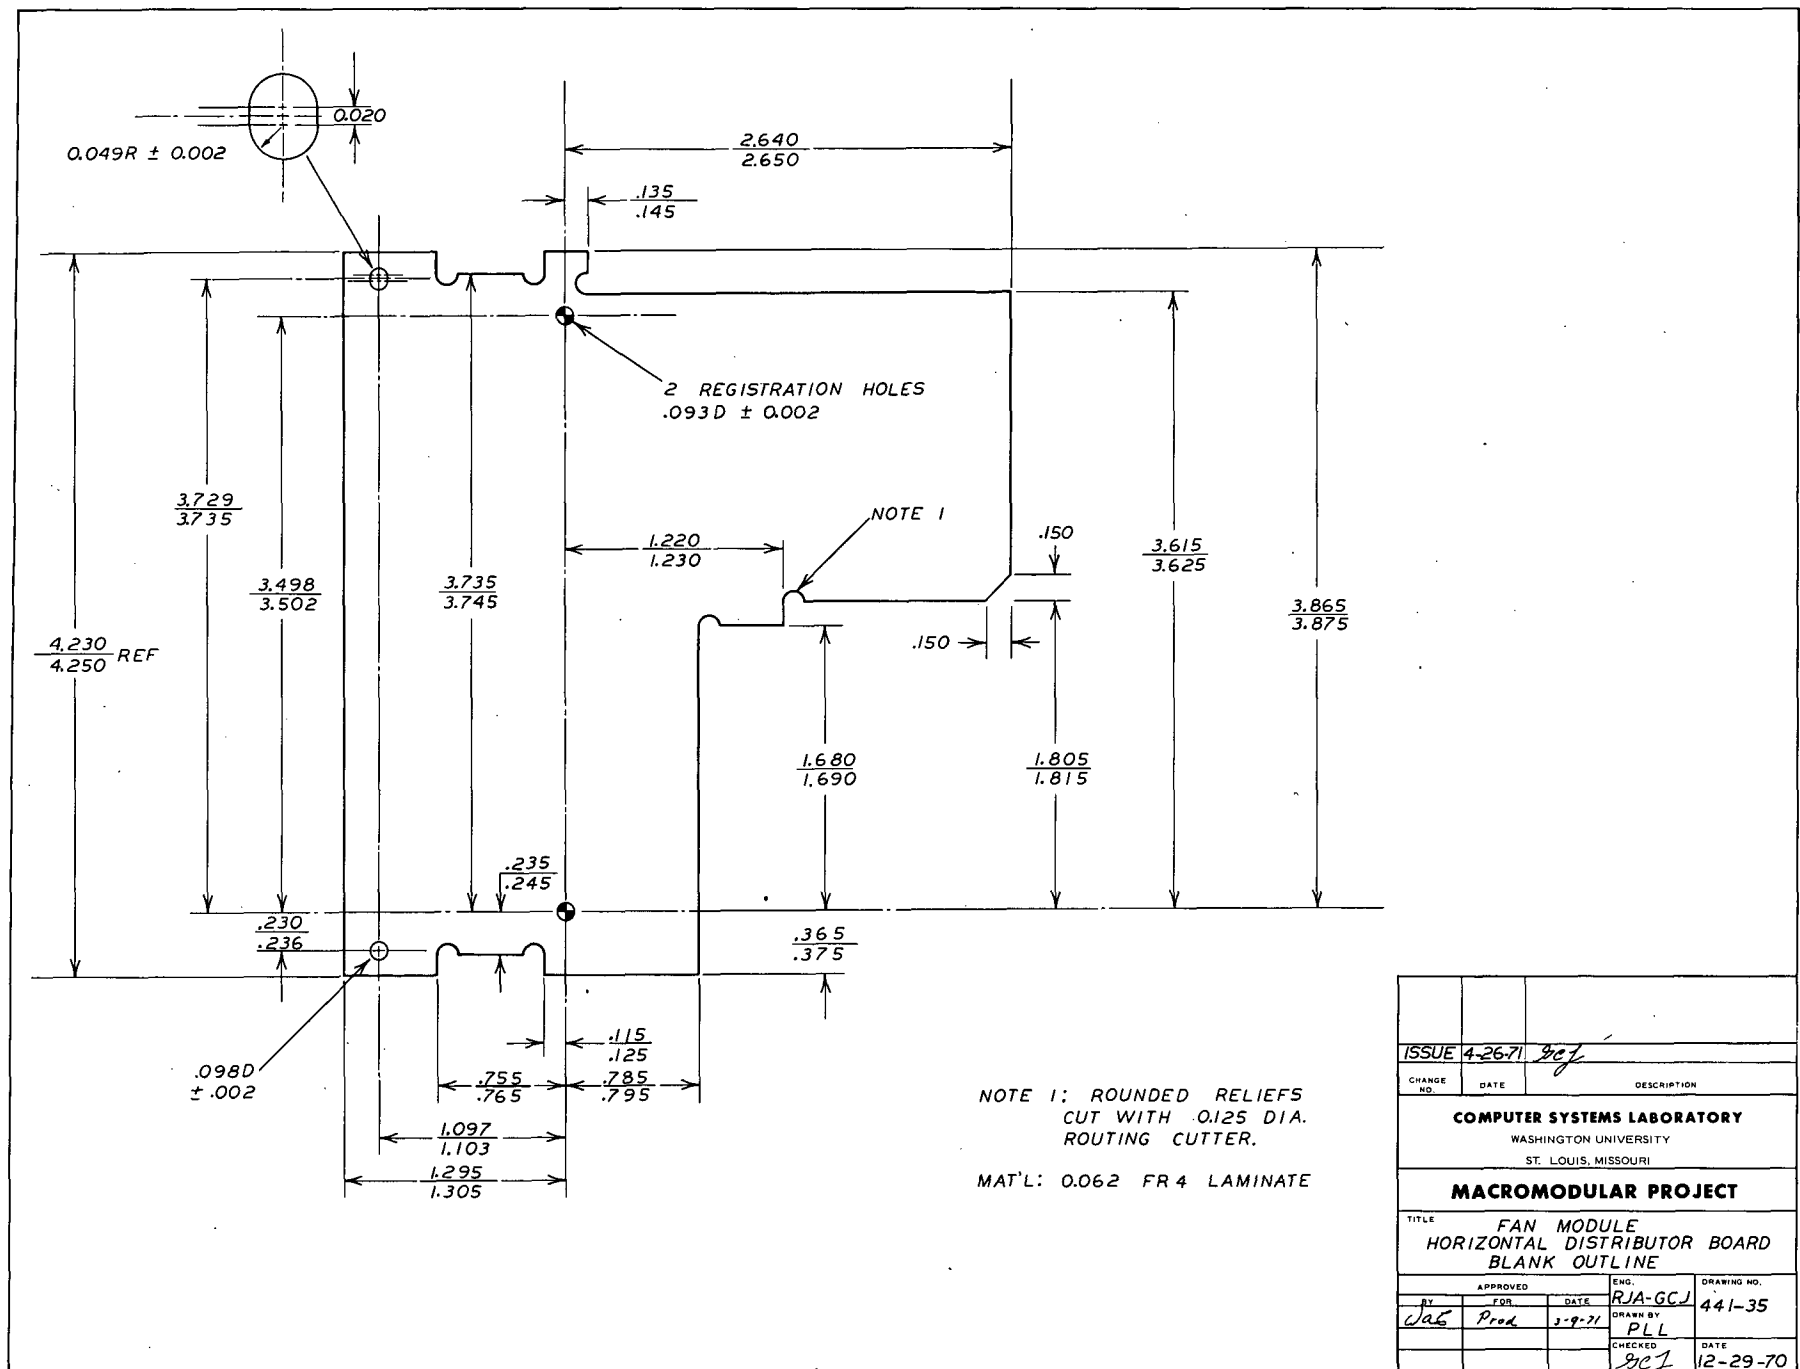 0.020
0.049R ± 0.002
2.640
2.650
.135
.145
2 REGISTRATION HOLES
.093D ± 0.002
3.729
3.735
NOTE 1
1.220
1.230
.150
3.615
3.625
3.498
3.502
3.735
3.745
3.865
3.875
4.230
4.250 REF
.150
1.680
1.690
1.805
1.815
.235
.245
.230
.236
.365
.375
.098D
± .002
.115
.125
.755
.765
.785
.795
1.097
1.103
1.295
1.305
NOTE 1: ROUNDED RELIEFS
CUT WITH 0.125 DIA.
ROUTING CUTTER.
MAT'L: 0.062 FR4 LAMINATE
ISSUE 4-26-71
CHANGE NO. DATE DESCRIPTION
COMPUTER SYSTEMS LABORATORY
WASHINGTON UNIVERSITY
ST. LOUIS, MISSOURI
MACROMODULAR PROJECT
TITLE FAN MODULE
HORIZONTAL DISTRIBUTOR BOARD
BLANK OUTLINE
APPROVED
BY FOR DATE
Prod 3-9-71
ENG.
RJA-GCJ
DRAWN BY
PLL
CHECKED
DRAWING NO.
441-35
DATE
12-29-70